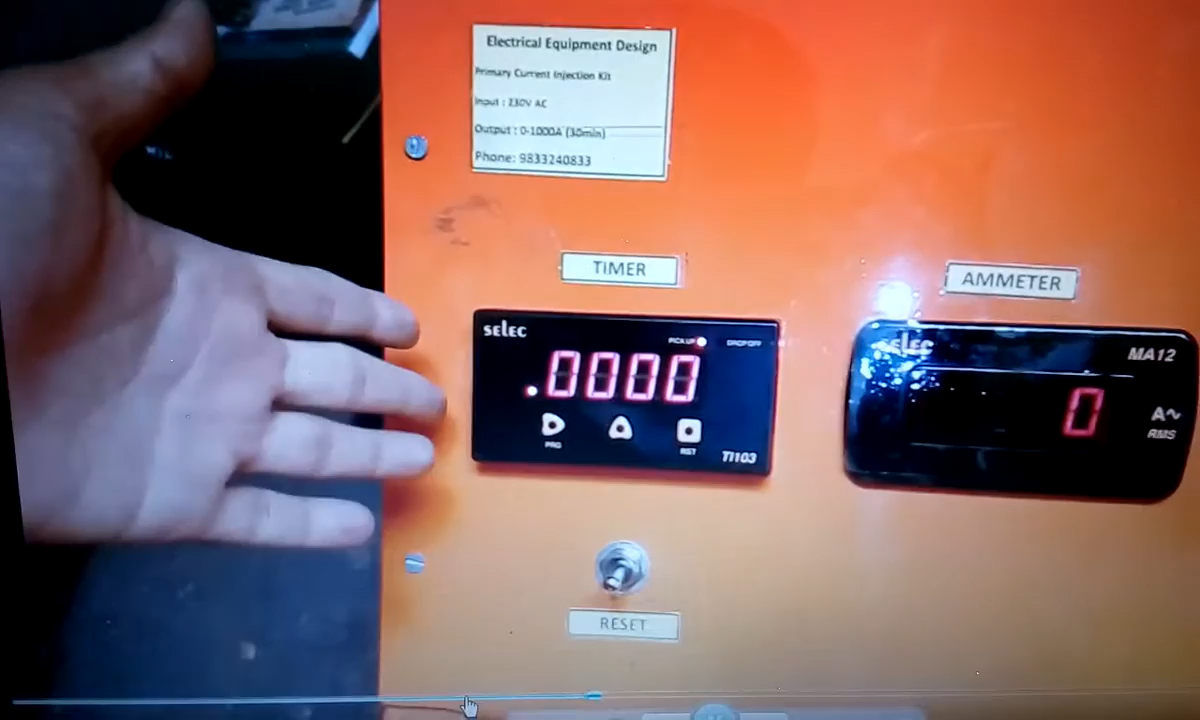 Electrical Equipment Design
Primary Current Injection Kit
Input : 230V AC
Output : 0-1000A (30min)
Phone: 9833240833
TIMER
AMMETER
selec
PICKUP DROPOFF
.0000
PRG RST
TI103
selec
MA12
0
A~
RMS
RESET